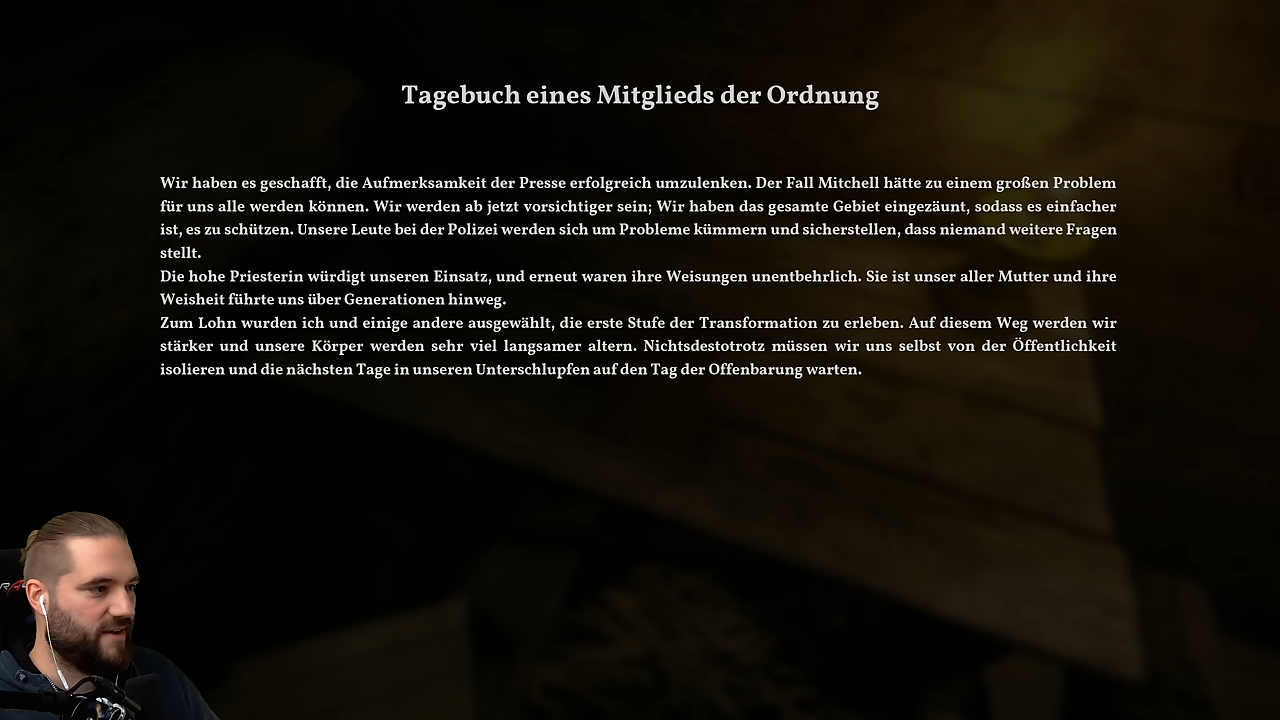 Tagebuch eines Mitglieds der Ordnung
Wir haben es geschafft, die Aufmerksamkeit der Presse erfolgreich umzulenken. Der Fall Mitchell hätte zu einem großen Problem
für uns alle werden können. Wir werden ab jetzt vorsichtiger sein; Wir haben das gesamte Gebiet eingezäunt, sodass es einfacher
ist, es zu schützen. Unsere Leute bei der Polizei werden sich um Probleme kümmern und sicherstellen, dass niemand weitere Fragen
stellt.
Die hohe Priesterin würdigt unseren Einsatz, und erneut waren ihre Weisungen unentbehrlich. Sie ist unser aller Mutter und ihre
Weisheit führte uns über Generationen hinweg.
Zum Lohn wurden ich und einige andere ausgewählt, die erste Stufe der Transformation zu erleben. Auf diesem Weg werden wir
stärker und unsere Körper werden sehr viel langsamer altern. Nichtsdestotrotz müssen wir uns selbst von der Öffentlichkeit
isolieren und die nächsten Tage in unseren Unterschlupfen auf den Tag der Offenbarung warten.